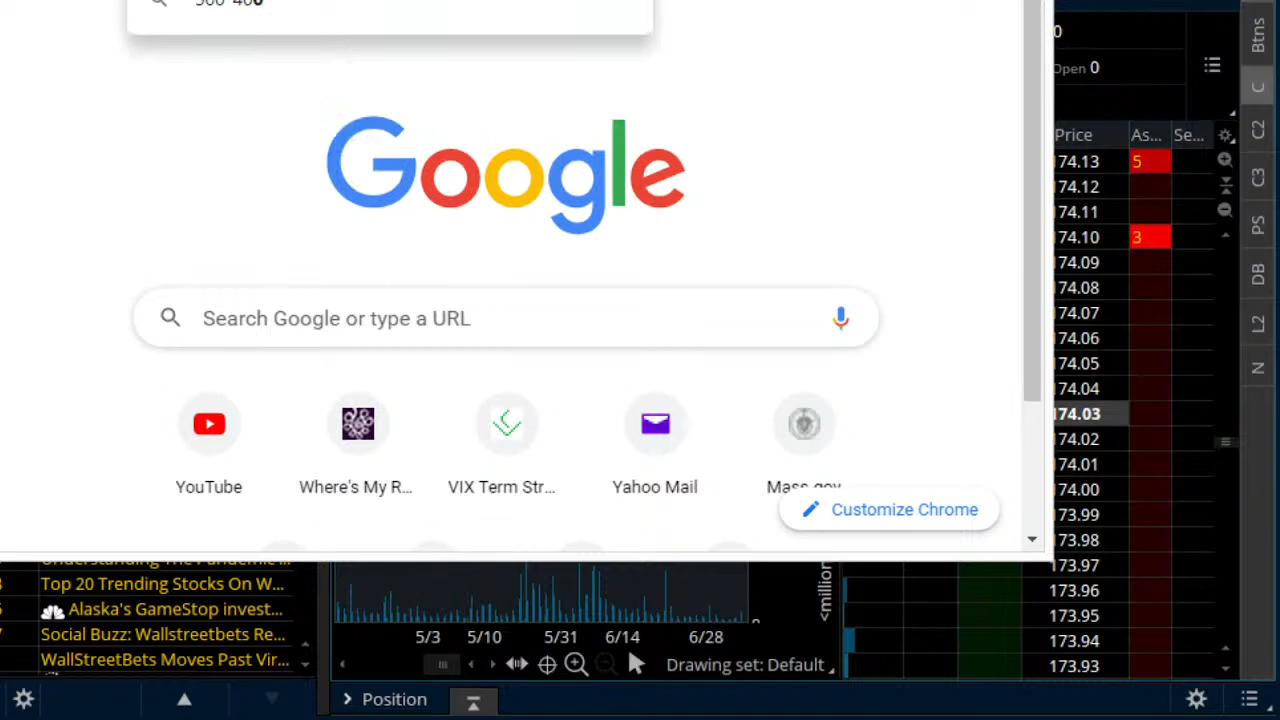 Google
Search Google or type a URL
YouTube
Where's My R...
VIX Term Str...
Yahoo Mail
Mass.gov
Customize Chrome
Top 20 Trending Stocks On W...
Alaska's GameStop invest...
Social Buzz: Wallstreetbets Re...
WallStreetBets Moves Past Vir...
5/3 5/10 5/31 6/14 6/28
<million
Drawing set: Default
Position
0
Open 0
Price As... Se...
174.13 5
174.12
174.11
174.10 3
174.09
174.08
174.07
174.06
174.05
174.04
174.03
174.02
174.01
174.00
173.99
173.98
173.97
173.96
173.95
173.94
173.93
Btns
C
C2
C3
PS
DB
L2
N